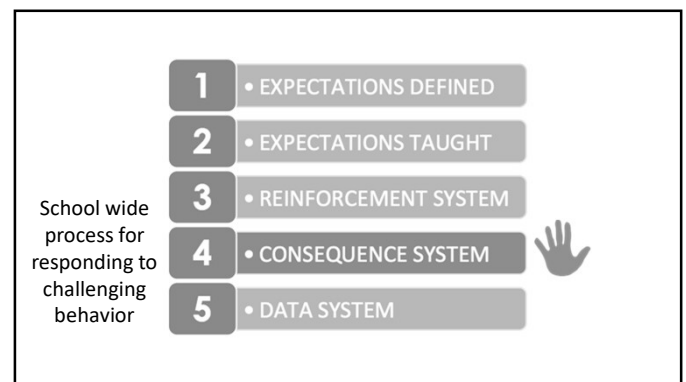 1 • EXPECTATIONS DEFINED
2 • EXPECTATIONS TAUGHT
3 • REINFORCEMENT SYSTEM
4 • CONSEQUENCE SYSTEM
5 • DATA SYSTEM
School wide
process for
responding to
challenging
behavior